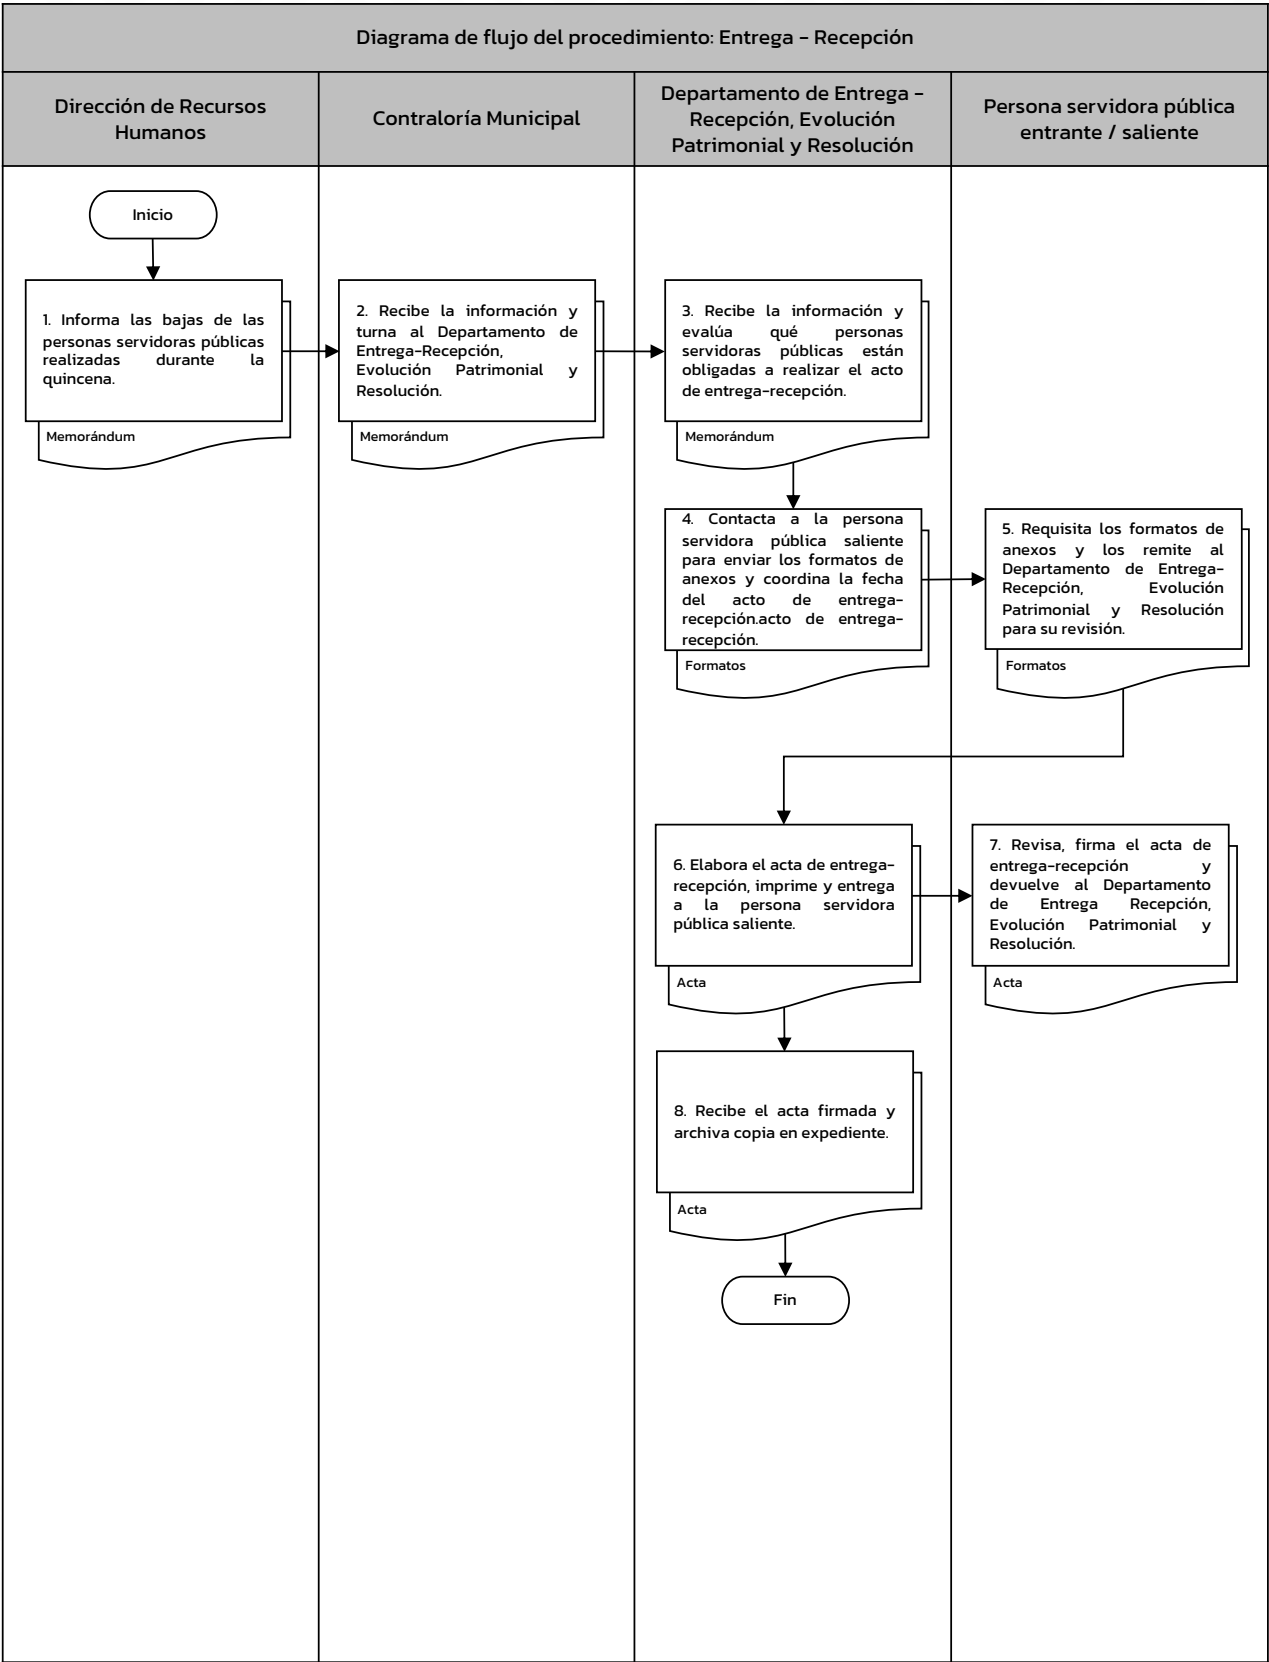 Diagrama de flujo del procedimiento: Entrega - Recepción
Dirección de Recursos
Humanos
Contraloría Municipal
Departamento de Entrega -
Recepción, Evolución
Patrimonial y Resolución
Persona servidora pública
entrante / saliente
Inicio
1. Informa las bajas de las
personas servidoras públicas
realizadas durante la
quincena.
Memorándum
2. Recibe la información y
turna al Departamento de
Entrega-Recepción,
Evolución Patrimonial y
Resolución.
Memorándum
3. Recibe la información y
evalúa qué personas
servidoras públicas están
obligadas a realizar el acto
de entrega-recepción.
Memorándum
4. Contacta a la persona
servidora pública saliente
para enviar los formatos de
anexos y coordina la fecha
del acto de entrega-
recepción.acto de entrega-
recepción.
Formatos
5. Requisita los formatos de
anexos y los remite al
Departamento de Entrega-
Recepción, Evolución
Patrimonial y Resolución
para su revisión.
Formatos
6. Elabora el acta de entrega-
recepción, imprime y entrega
a la persona servidora
pública saliente.
Acta
7. Revisa, firma el acta de
entrega-recepción y
devuelve al Departamento
de Entrega Recepción,
Evolución Patrimonial y
Resolución.
Acta
8. Recibe el acta firmada y
archiva copia en expediente.
Acta
Fin